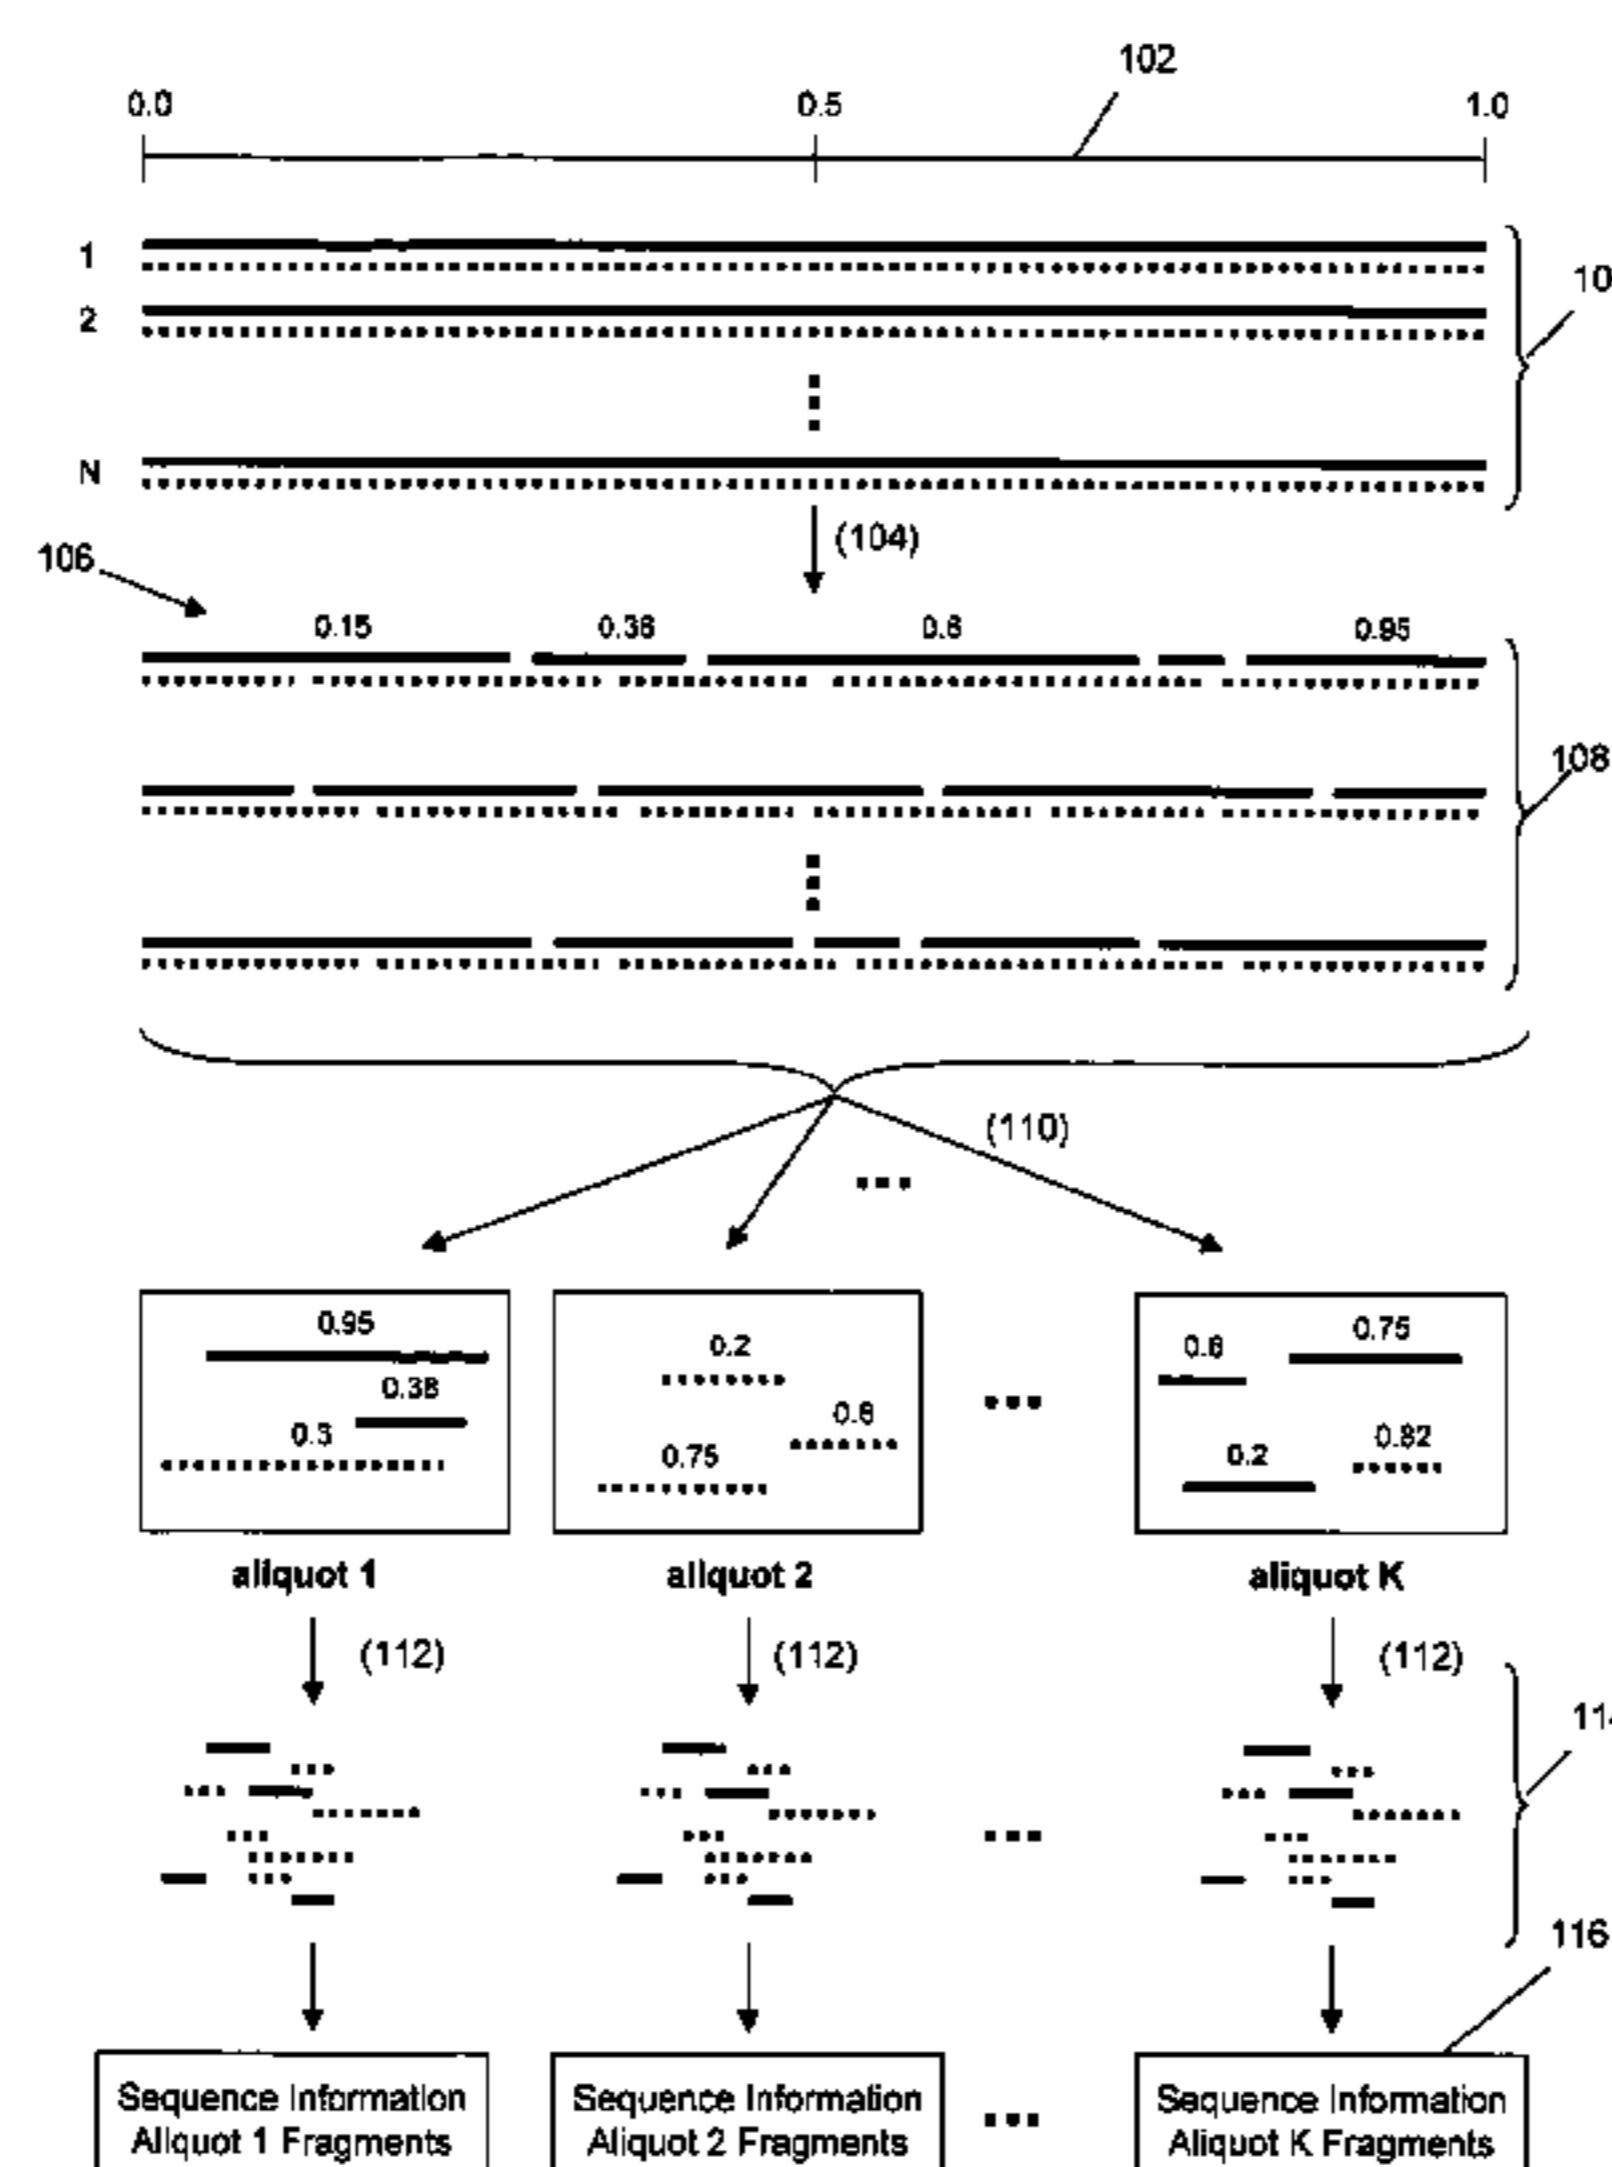 102
0.0 0.5 1.0
1
10
2
N
(104)
106
0.15 0.36 0.6 0.95
108
(110)
0.95
0.38
0.3
0.2
0.6
0.75
0.6 0.75
0.82
0.2
aliquot 1 aliquot 2 aliquot K
(112) (112) (112)
114
116
Sequence Information
Aliquot 1 Fragments
Sequence Information
Aliquot 2 Fragments
Sequence Information
Aliquot K Fragments